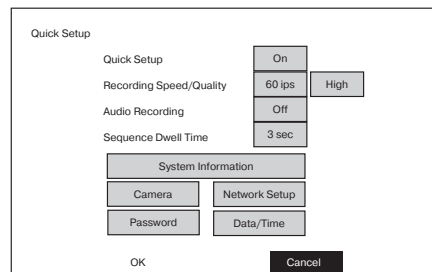 Quick Setup
Quick Setup On
Recording Speed/Quality 60 ips High
Audio Recording Off
Sequence Dwell Time 3 sec
System Information
Camera Network Setup
Password Data/Time
OK Cancel